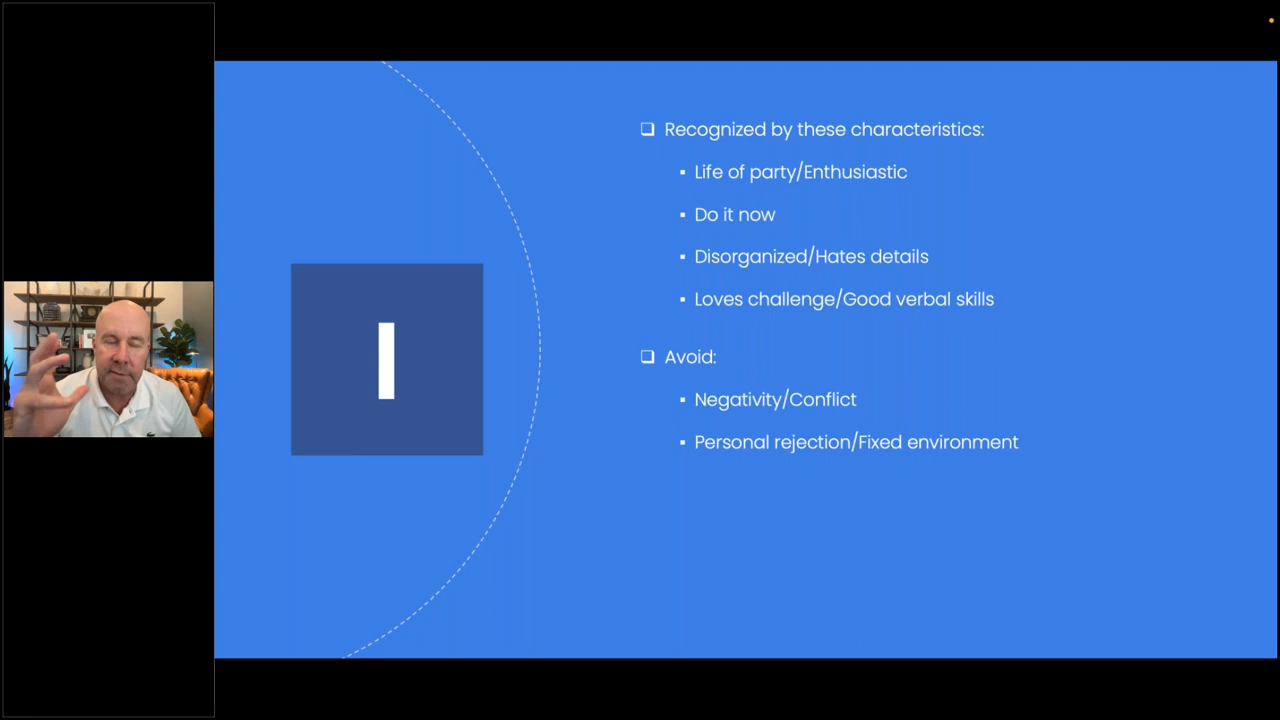 I
❑ Recognized by these characteristics:
▪ Life of party/Enthusiastic
▪ Do it now
▪ Disorganized/Hates details
▪ Loves challenge/Good verbal skills
❑ Avoid:
▪ Negativity/Conflict
▪ Personal rejection/Fixed environment